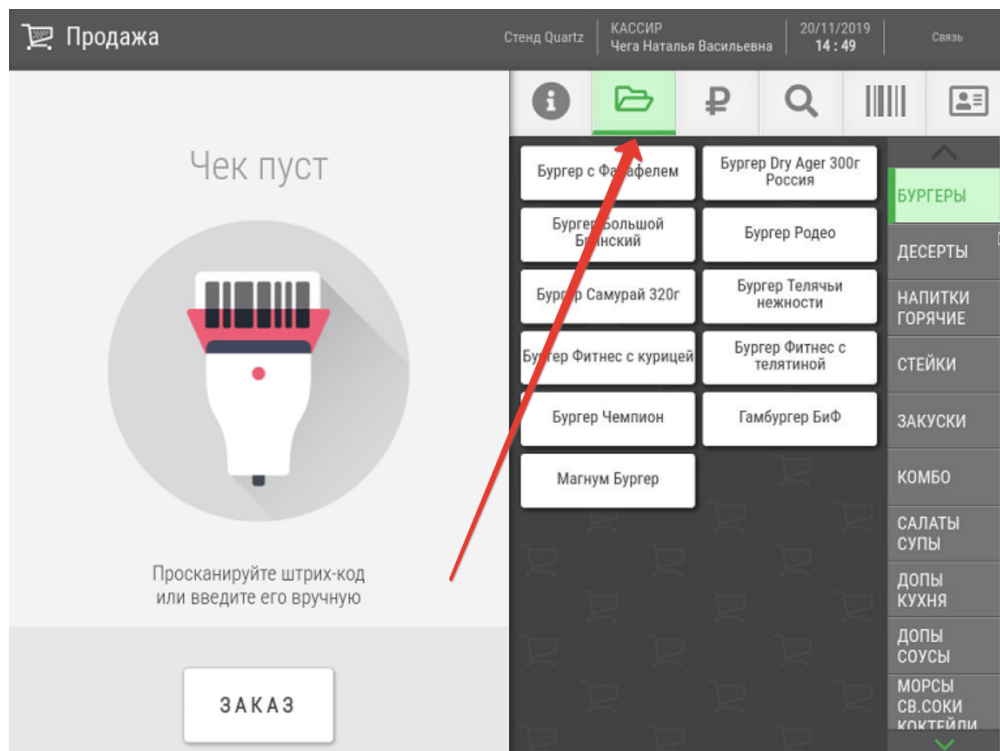 Продажа
Стенд Quartz
КАССИР
Чега Наталья Васильевна
20/11/2019
14 : 49
Связь
Чек пуст
Просканируйте штрих-код
или введите его вручную
ЗАКАЗ
Бургер с Фалафелем
Бургер Dry Ager 300г
Россия
Бургер Большой
Брянский
Бургер Родео
Бургер Самурай 320г
Бургер Телячьи
нежности
Бургер Фитнес с курицей
Бургер Фитнес с
телятиной
Бургер Чемпион
Гамбургер БиФ
Магнум Бургер
БУРГЕРЫ
ДЕСЕРТЫ
НАПИТКИ
ГОРЯЧИЕ
СТЕЙКИ
ЗАКУСКИ
КОМБО
САЛАТЫ
СУПЫ
ДОПЫ
КУХНЯ
ДОПЫ
СОУСЫ
МОРСЫ
СВ.СОКИ
КОКТЕЙЛИ